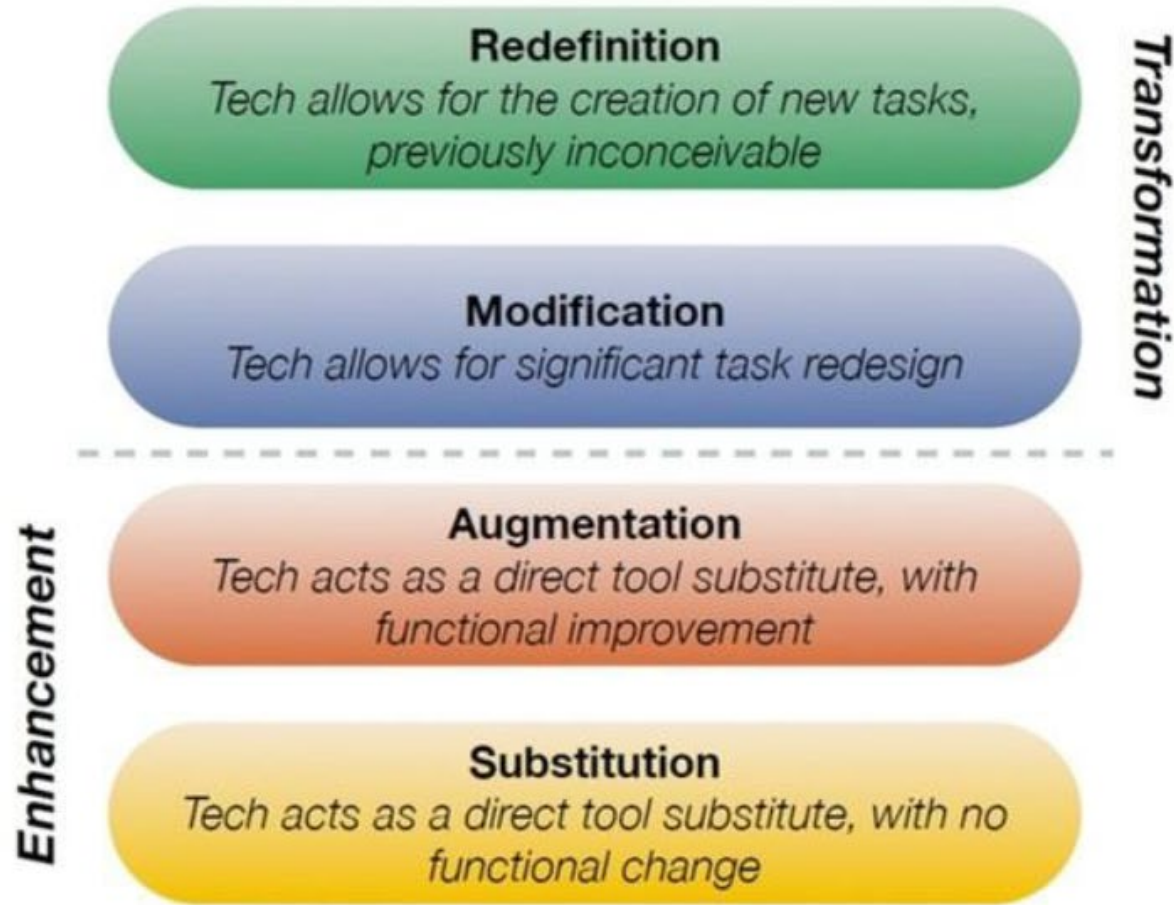 Redefinition
Tech allows for the creation of new tasks,
previously inconceivable
Transformation
Modification
Tech allows for significant task redesign
Augmentation
Tech acts as a direct tool substitute, with
functional improvement
Enhancement
Substitution
Tech acts as a direct tool substitute, with no
functional change